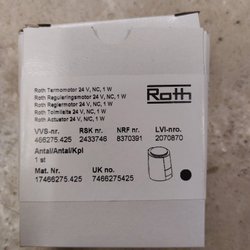 Roth Termomotor 24 V, NC, 1 W
Roth Reguleringsmotor 24 V, NC, 1 W
Roth Reglermotor 24 V, NC, 1 W
Roth Toimilaite 24 V, NC, 1 W
Roth Actuator 24 V, N/C, 1 W
Roth
VVS-nr. RSK nr. NRF nr. LVI-nro.
466275.425 2433746 8370391 2070870
Antal/Antal/Kpl
1 st
Mat. Nr. UK no.
17466275.425 7466275425